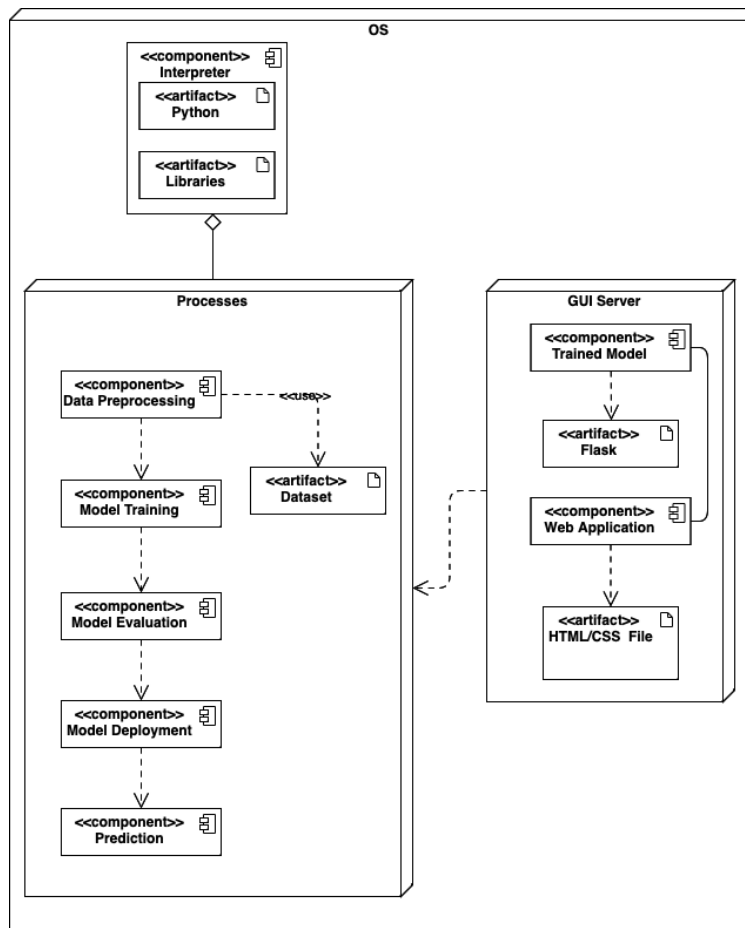 OS
<<component>>
Interpreter
<<artifact>>
Python
<<artifact>>
Libraries
Processes
<<component>>
Data Preprocessing
<<use>>
<<artifact>>
Dataset
<<component>>
Model Training
<<component>>
Model Evaluation
<<component>>
Model Deployment
<<component>>
Prediction
GUI Server
<<component>>
Trained Model
<<artifact>>
Flask
<<component>>
Web Application
<<artifact>>
HTML/CSS File